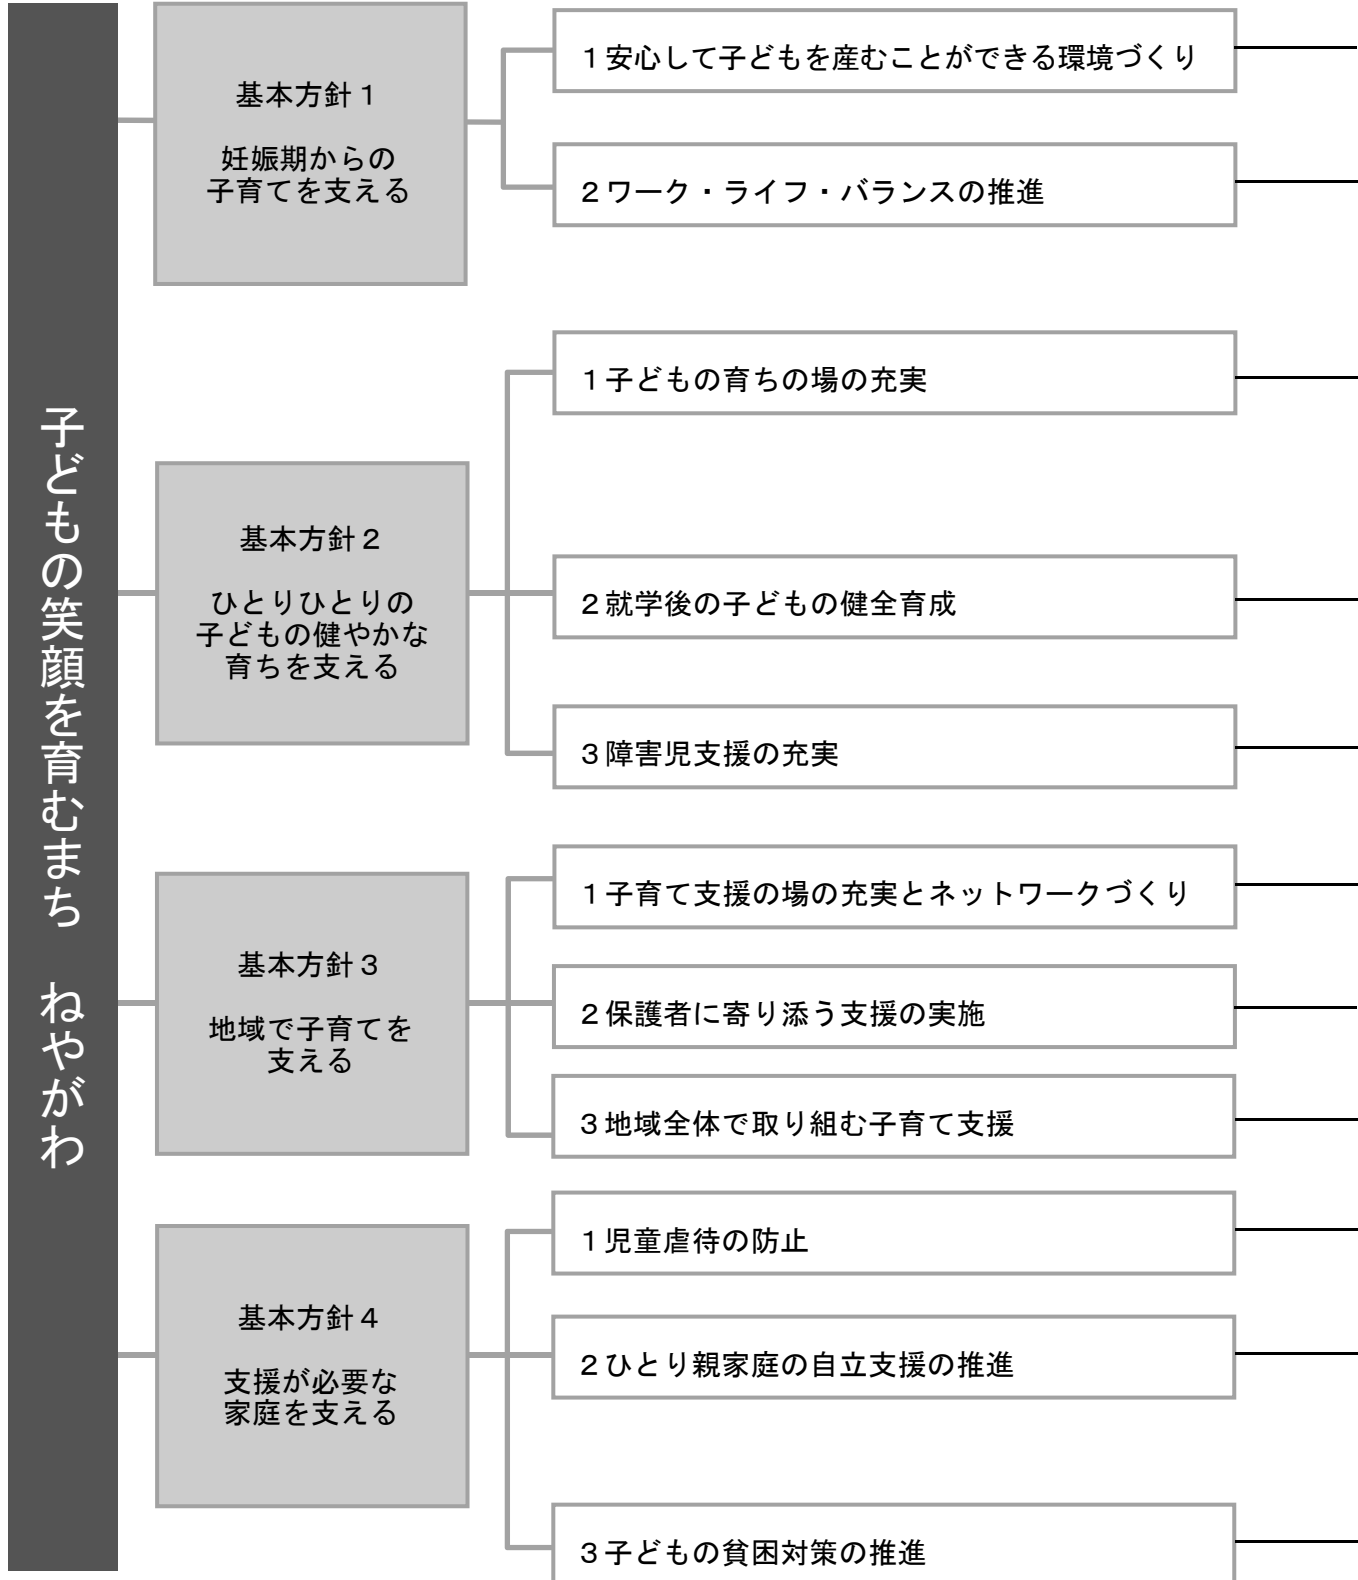 子どもの笑顔を育むまち　ねやがわ
基本方針１
妊娠期からの
子育てを支える
１安心して子どもを産むことができる環境づくり
２ワーク・ライフ・バランスの推進
基本方針２
ひとりひとりの
子どもの健やかな
育ちを支える
１子どもの育ちの場の充実
２就学後の子どもの健全育成
３障害児支援の充実
基本方針３
地域で子育てを
支える
１子育て支援の場の充実とネットワークづくり
２保護者に寄り添う支援の実施
３地域全体で取り組む子育て支援
基本方針４
支援が必要な
家庭を支える
１児童虐待の防止
２ひとり親家庭の自立支援の推進
３子どもの貧困対策の推進